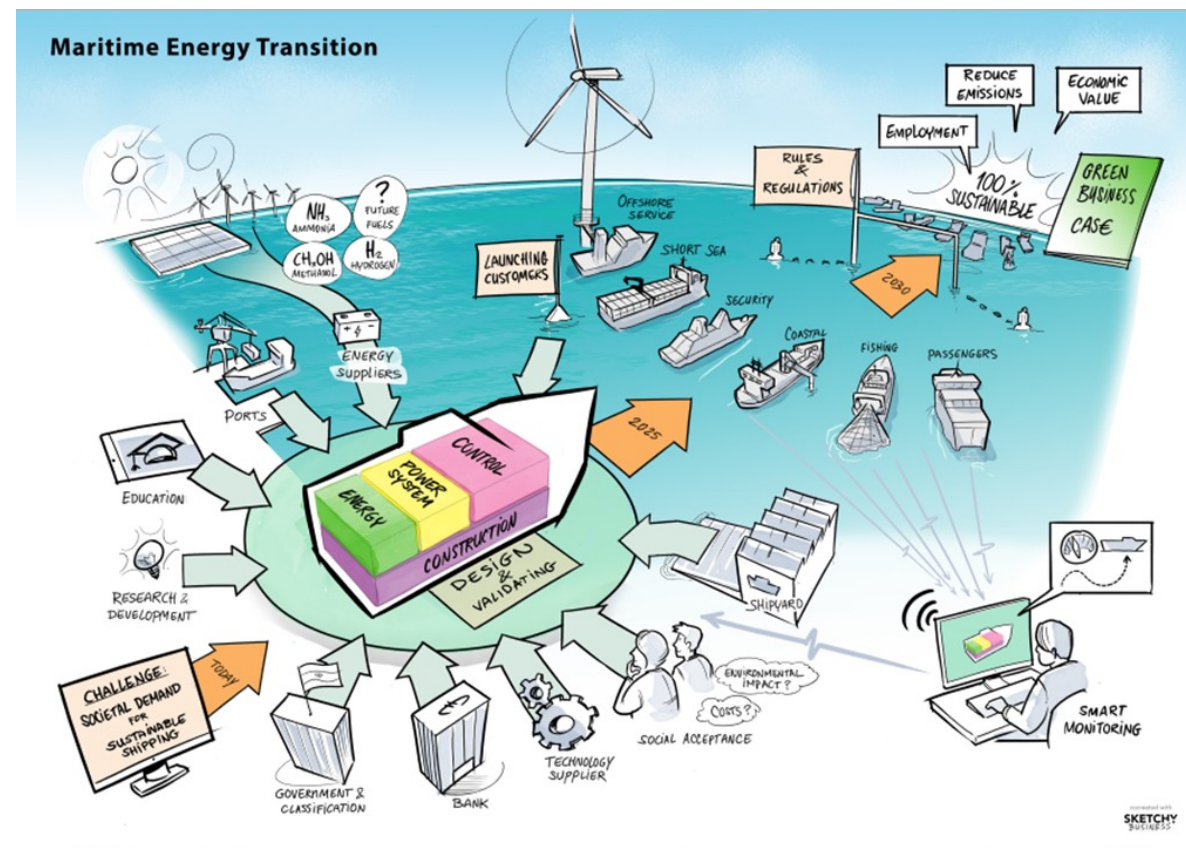 Maritime Energy Transition
REDUCE
EMISSIONS
ECONOMIC
VALUE
EMPLOYMENT
100%
SUSTAINABLE
GREEN
BUSINESS
CASE
RULES
&
REGULATIONS
NH3
AMMONIA
?
FUTURE
FUELS
CH3OH
METHANOL
H2
HYDROGEN
OFFSHORE
SERVICE
LAUNCHING
CUSTOMERS
SHORT SEA
2030
SECURITY
COASTAL
FISHING
PASSENGERS
+ -
ENERGY
SUPPLIERS
PORTS
2025
EDUCATION
CONTROL
POWER
SYSTEM
ENERGY
CONSTRUCTION
DESIGN
&
VALIDATING
RESEARCH &
DEVELOPMENT
SHIPYARD
CHALLENGE:
SOCIETAL DEMAND
FOR
SUSTAINABLE
SHIPPING
TODAY
GOVERNMENT &
CLASSIFICATION
BANK
TECHNOLOGY
SUPPLIER
ENVIRONMENTAL
IMPACT?
COSTS?
SOCIAL ACCEPTANCE
SMART
MONITORING
SKETCHY
BUSINESS